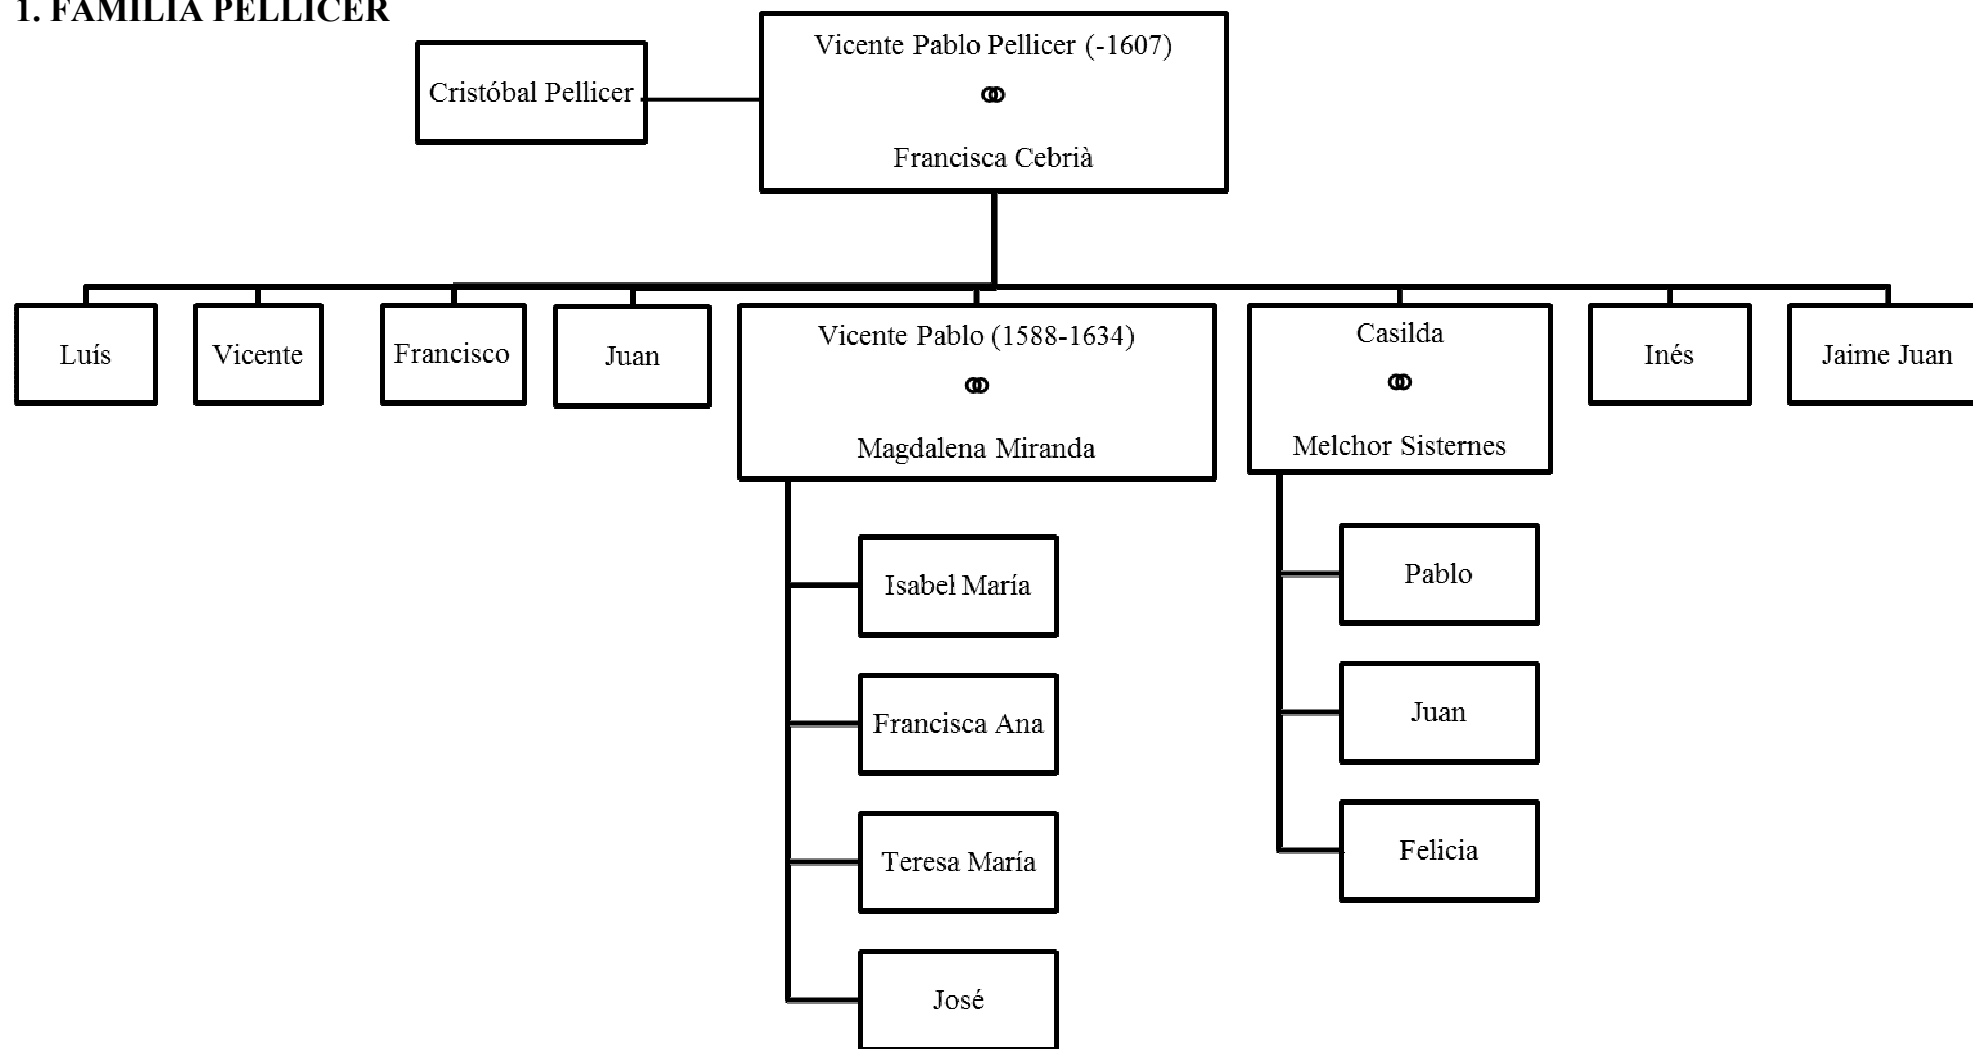 1. FAMILIA PELLICER
Cristóbal Pellicer
Vicente Pablo Pellicer (-1607)
Francisca Cebrià
Luís
Vicente
Francisco
Juan
Vicente Pablo (1588-1634)
Magdalena Miranda
Casilda
Melchor Sisternes
Inés
Jaime Juan
Isabel María
Francisca Ana
Teresa María
José
Pablo
Juan
Felicia